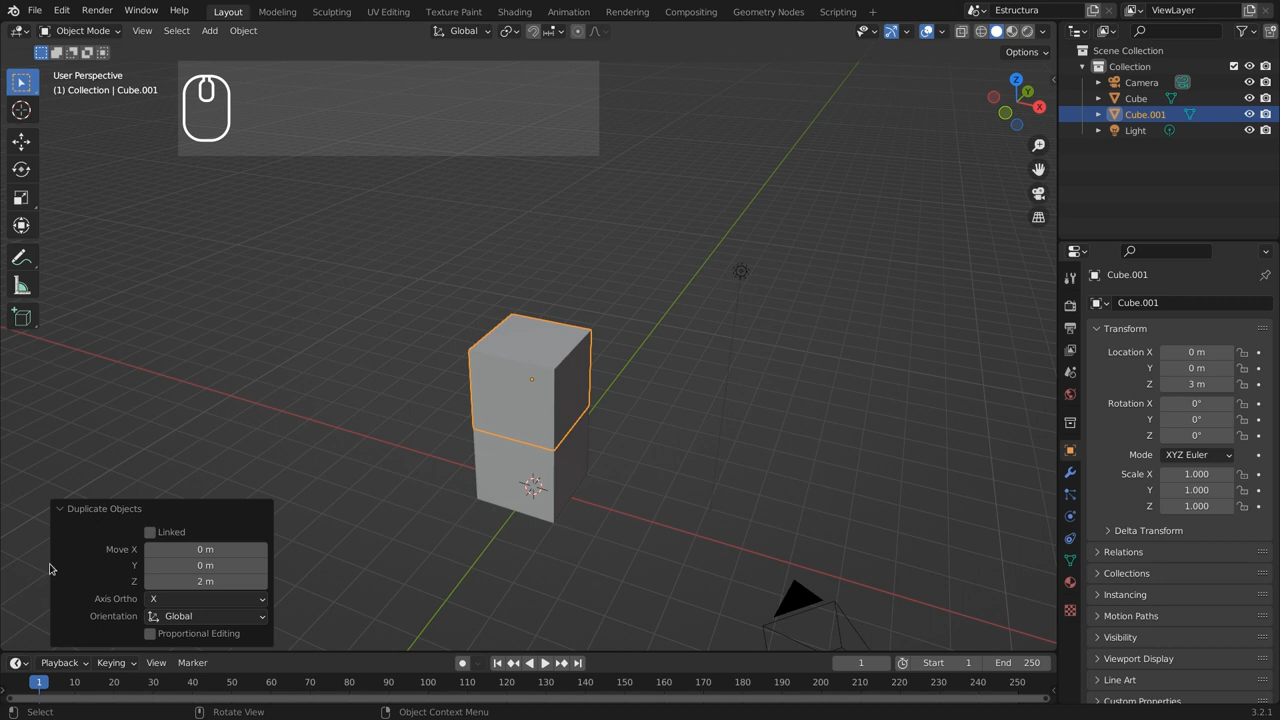 File Edit Render Window Help Layout Modeling Sculpting UV Editing Texture Paint Shading Animation Rendering Compositing Geometry Nodes Scripting + Estructura ViewLayer
Object Mode View Select Add Object Global
Options
User Perspective
(1) Collection | Cube.001
Z
Y
X
Duplicate Objects
Linked
Move X 0 m
Y 0 m
Z 2 m
Axis Ortho X
Orientation Global
Proportional Editing
Scene Collection
Collection
Camera
Cube
Cube.001
Light
Cube.001
Cube.001
Transform
Location X 0 m
Y 0 m
Z 3 m
Rotation X 0°
Y 0°
Z 0°
Mode XYZ Euler
Scale X 1.000
Y 1.000
Z 1.000
Delta Transform
Relations
Collections
Instancing
Motion Paths
Visibility
Viewport Display
Line Art
Custom Properties
Playback Keying View Marker 1 Start 1 End 250
1 10 20 30 40 50 60 70 80 90 100 110 120 130 140 150 160 170 180 190 200 210 220 230 240 250
Select Rotate View Object Context Menu 3.2.1